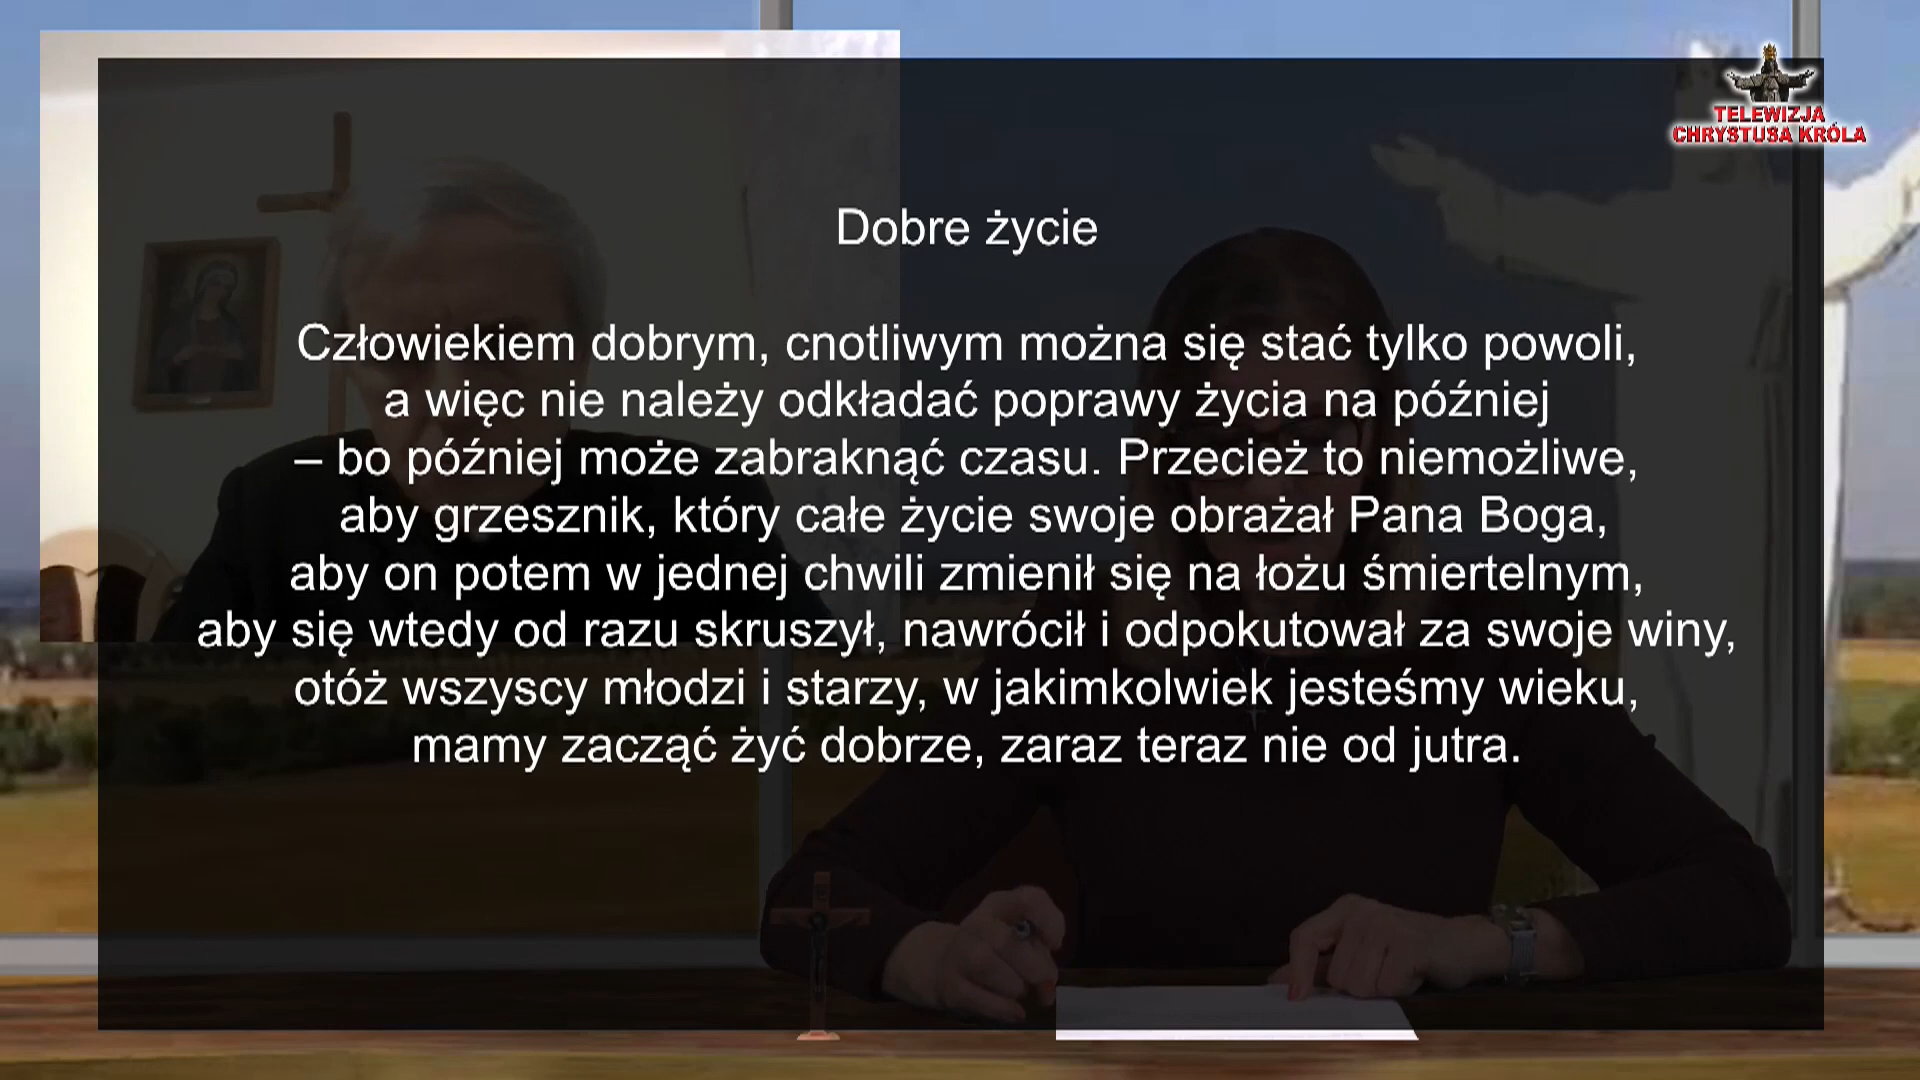 TELEWIZJA
CHRYSTUSA KRÓLA
Dobre życie
Człowiekiem dobrym, cnotliwym można się stać tylko powoli,
a więc nie należy odkładać poprawy życia na później
– bo później może zabraknąć czasu. Przecież to niemożliwe,
aby grzesznik, który całe życie swoje obrażał Pana Boga,
aby on potem w jednej chwili zmienił się na łożu śmiertelnym,
aby się wtedy od razu skruszył, nawrócił i odpokutował za swoje winy,
otóż wszyscy młodzi i starzy, w jakimkolwiek jesteśmy wieku,
mamy zacząć żyć dobrze, zaraz teraz nie od jutra.